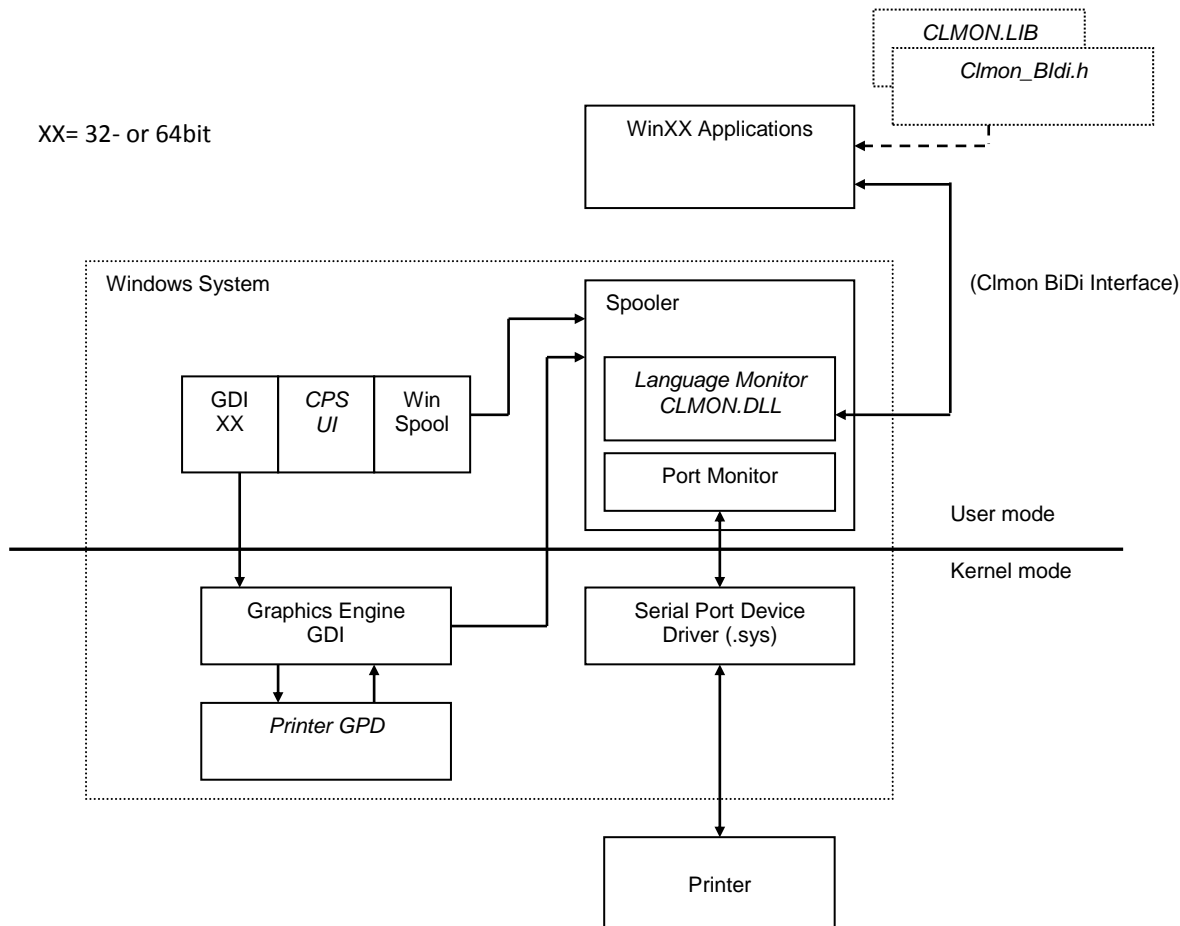 CLMON.LIB
Clmon_BIdi.h
XX= 32- or 64bit
WinXX Applications
Windows System
(Clmon BiDi Interface)
Spooler
GDI
XX
CPS
UI
Win
Spool
Language Monitor
CLMON.DLL
Port Monitor
User mode
Kernel mode
Graphics Engine
GDI
Serial Port Device
Driver (.sys)
Printer GPD
Printer